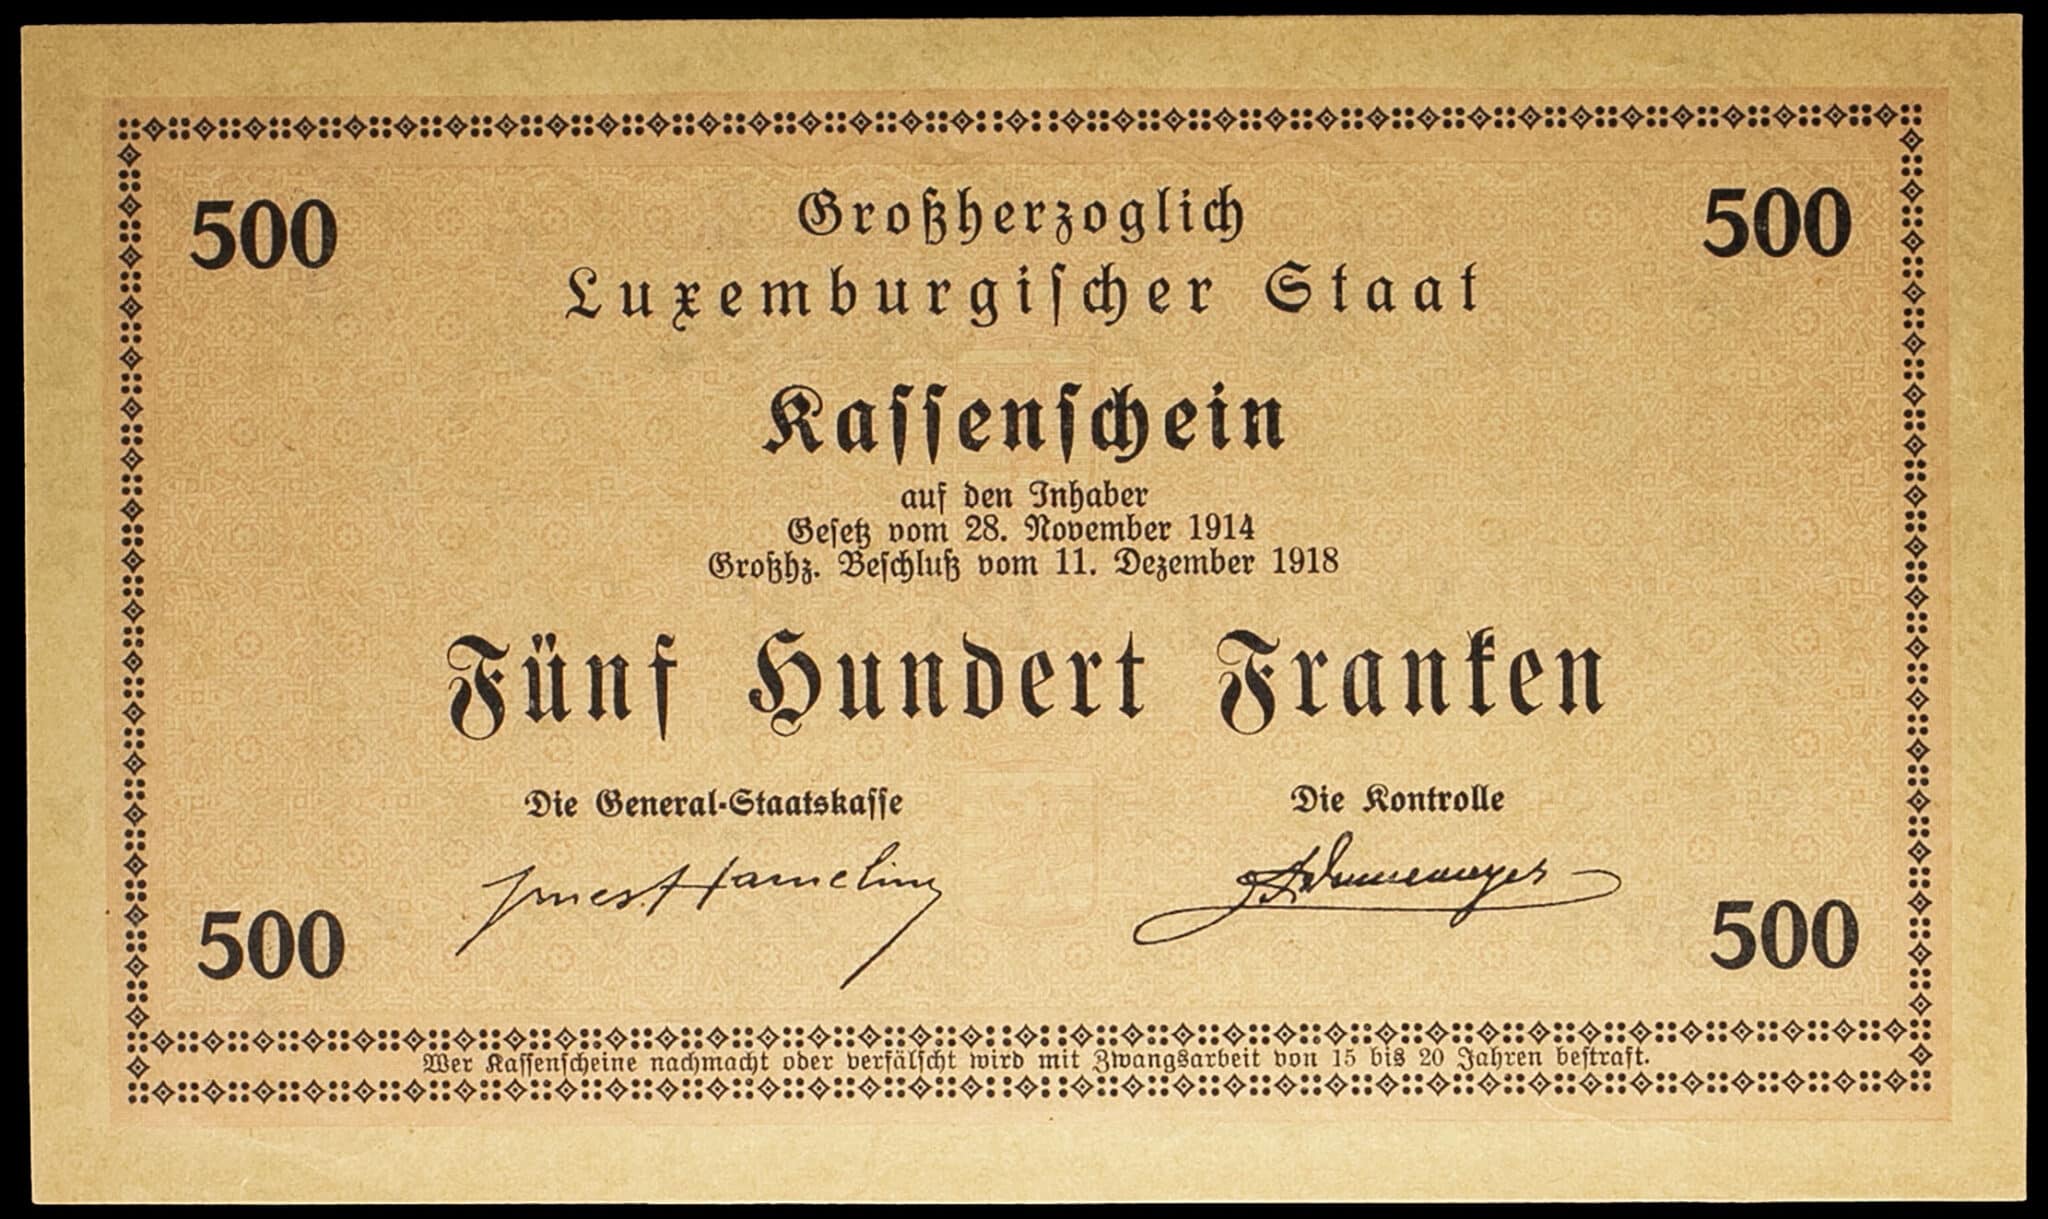 500
500
Großherzoglich
Luxemburgischer Staat
Kassenschein
auf den Inhaber
Gesetz vom 28. November 1914
Großhz. Beschluß vom 11. Dezember 1918
Fünf Hundert Franken
Die General-Staatskasse
Die Kontrolle
500
500
Wer Kassenscheine nachmacht oder verfälscht wird mit Zwangsarbeit von 15 bis 20 Jahren bestraft.